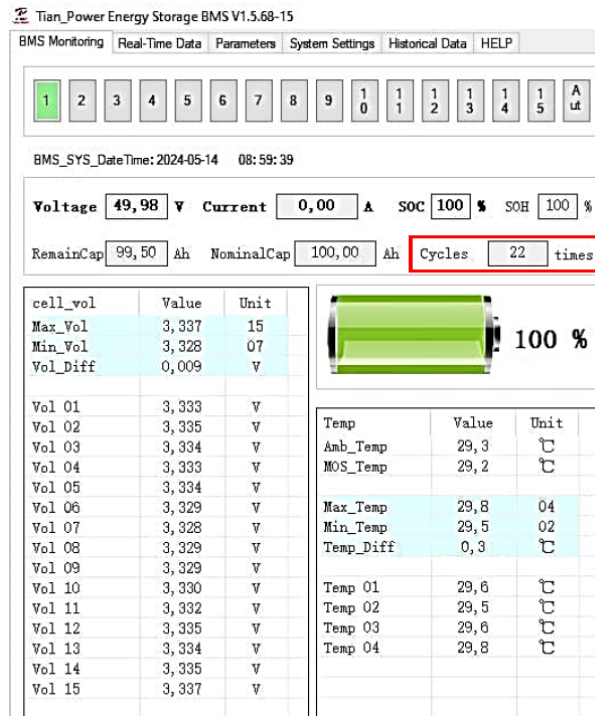 Tian_Power Energy Storage BMS V1.5.68-15
BMS Monitoring Real-Time Data Parameters System Settings Historical Data HELP
1 2 3 4 5 6 7 8 9 10 11 12 13 14 15 Aut
BMS_SYS_DateTime: 2024-05-14 08: 59: 39
Voltage 49,98 V Current 0,00 A SOC 100 % SOH 100 %
RemainCap 99,50 Ah NominalCap 100,00 Ah Cycles 22 times
cell_vol Value Unit
Max_Vol 3,337 15
Min_Vol 3,328 07
Vol_Diff 0,009 V
Vol 01 3,333 V
Vol 02 3,335 V
Vol 03 3,334 V
Vol 04 3,333 V
Vol 05 3,334 V
Vol 06 3,329 V
Vol 07 3,328 V
Vol 08 3,329 V
Vol 09 3,329 V
Vol 10 3,330 V
Vol 11 3,332 V
Vol 12 3,335 V
Vol 13 3,334 V
Vol 14 3,335 V
Vol 15 3,337 V
100 %
Temp Value Unit
Amb_Temp 29,3 ℃
MOS_Temp 29,2 ℃
Max_Temp 29,8 04
Min_Temp 29,5 02
Temp_Diff 0,3 ℃
Temp 01 29,6 ℃
Temp 02 29,5 ℃
Temp 03 29,6 ℃
Temp 04 29,8 ℃